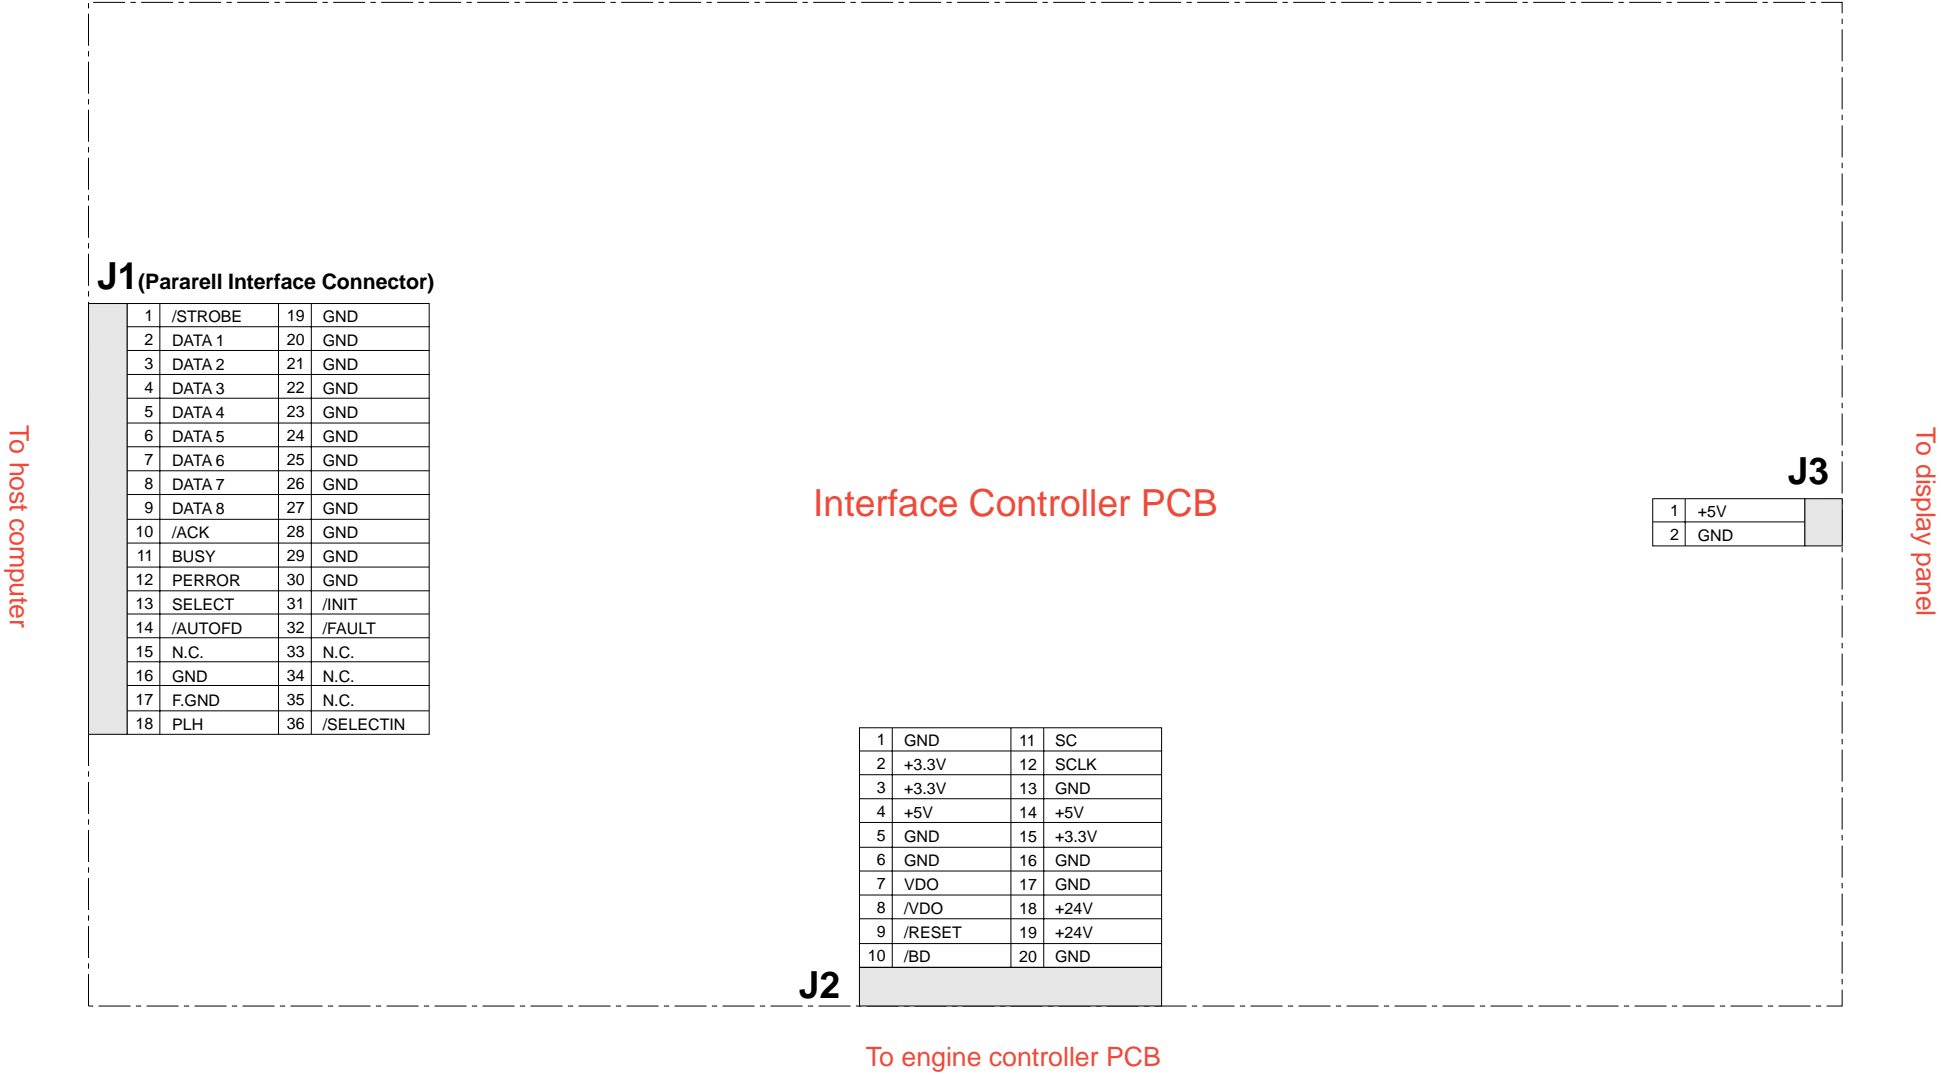 J1(Pararell Interface Connector)
1 /STROBE 19 GND
2 DATA 1 20 GND
3 DATA 2 21 GND
4 DATA 3 22 GND
5 DATA 4 23 GND
6 DATA 5 24 GND
7 DATA 6 25 GND
8 DATA 7 26 GND
9 DATA 8 27 GND
10 /ACK 28 GND
11 BUSY 29 GND
12 PERROR 30 GND
13 SELECT 31 /INIT
14 /AUTOFD 32 /FAULT
15 N.C. 33 N.C.
16 GND 34 N.C.
17 F.GND 35 N.C.
18 PLH 36 /SELECTIN
To host computer
Interface Controller PCB
J3
1 +5V
2 GND
To display panel
1 GND 11 SC
2 +3.3V 12 SCLK
3 +3.3V 13 GND
4 +5V 14 +5V
5 GND 15 +3.3V
6 GND 16 GND
7 VDO 17 GND
8 /VDO 18 +24V
9 /RESET 19 +24V
10 /BD 20 GND
J2
To engine controller PCB